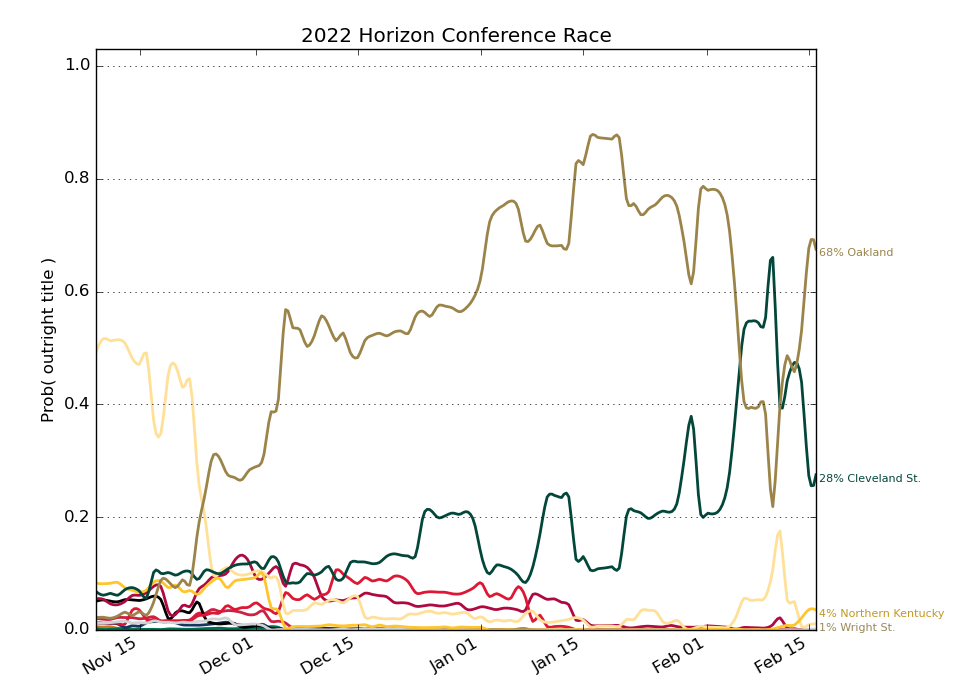 2022 Horizon Conference Race
Prob( outright title )
1.0
0.8
0.6
0.4
0.2
0.0
Nov 15
Dec 01
Dec 15
Jan 01
Jan 15
Feb 01
Feb 15
68% Oakland
28% Cleveland St.
4% Northern Kentucky
1% Wright St.